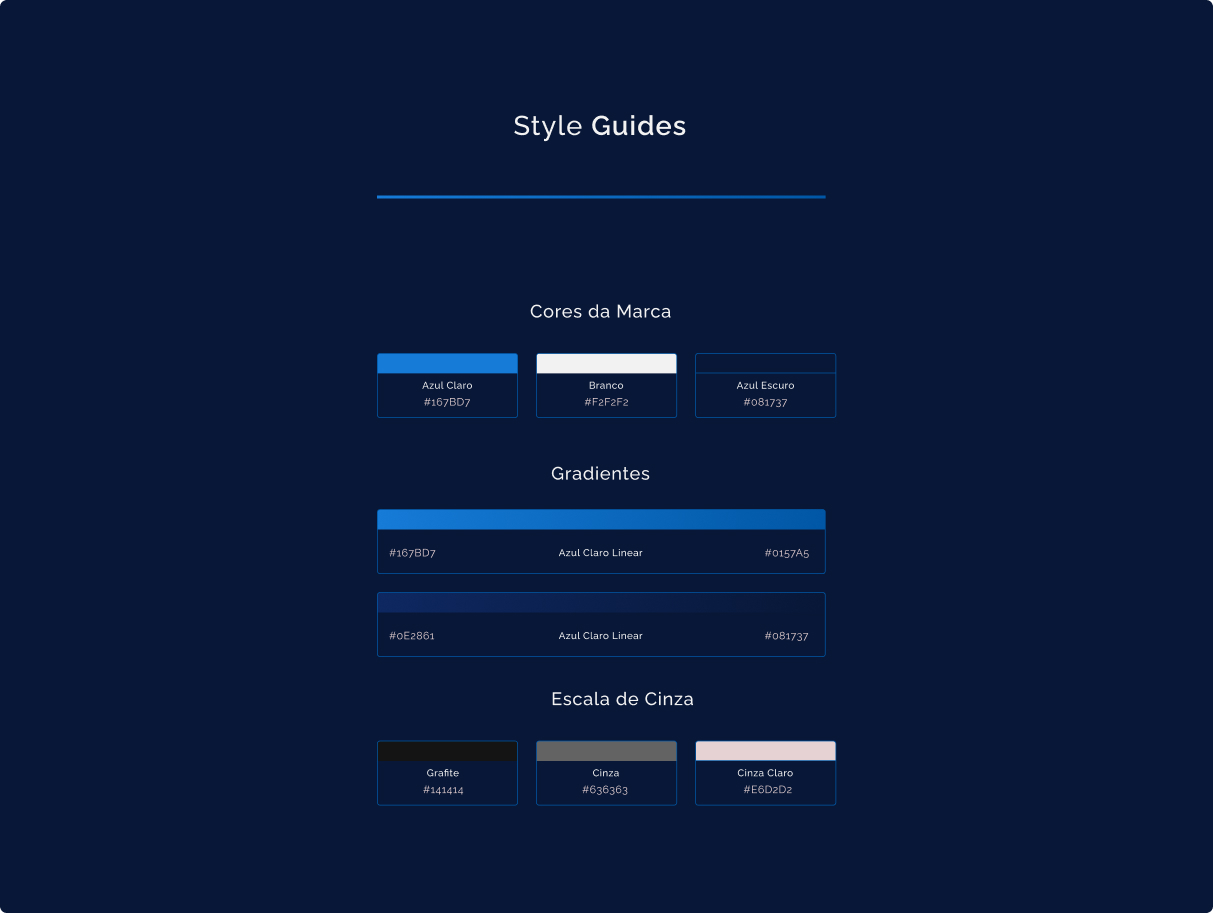 Style Guides
Cores da Marca
Azul Claro
#167BD7
Branco
#F2F2F2
Azul Escuro
#081737
Gradientes
#167BD7 Azul Claro Linear #0157A5
#0E2861 Azul Claro Linear #081737
Escala de Cinza
Grafite
#141414
Cinza
#636363
Cinza Claro
#E6D2D2